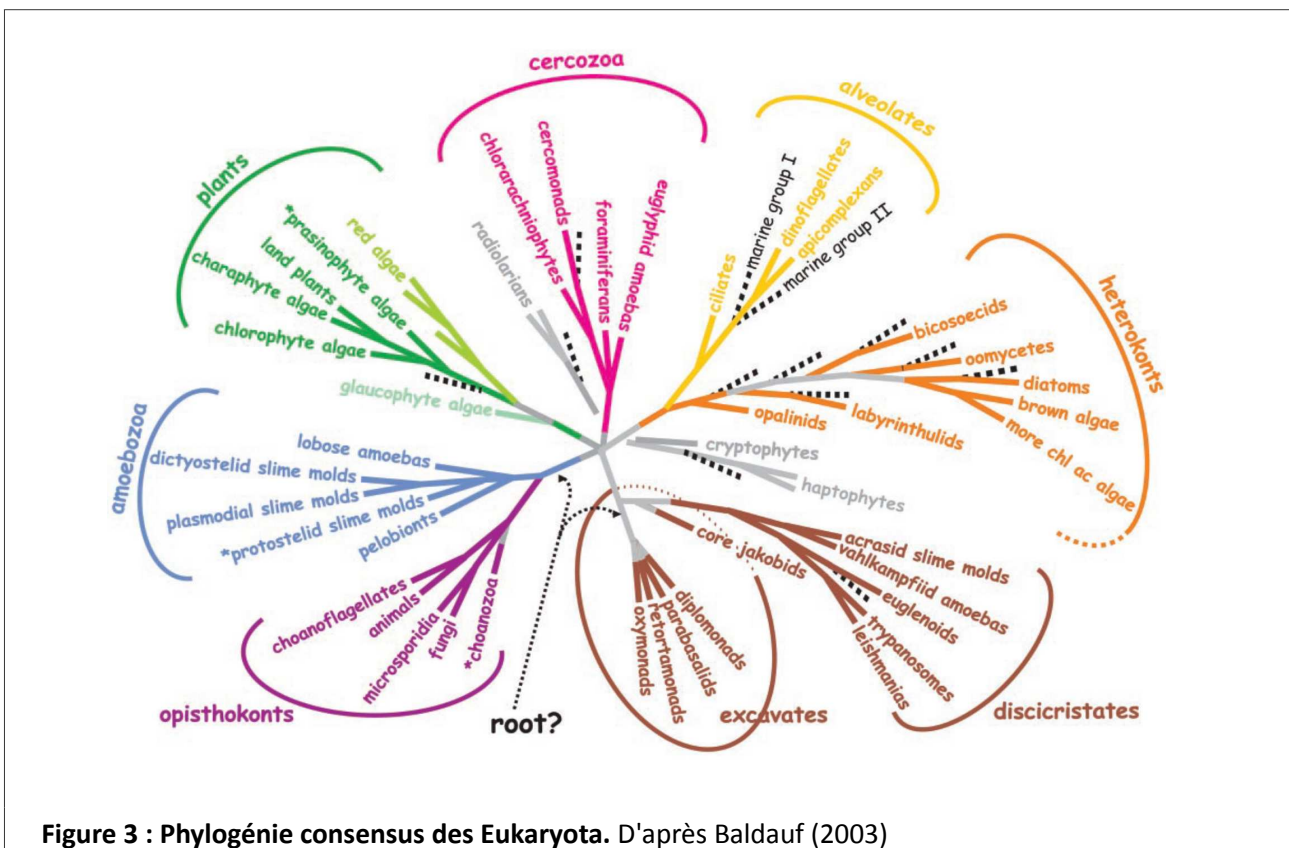 cercozoa
alveolates
plants
heterokonts
amoebozoa
opisthokonts
excavates
discicristates
root?
red algae
*prasinophyte algae
land plants
charaphyte algae
chlorophyte algae
glaucophyte algae
radiolarians
chlorarachniophytes
cercomonads
foraminiferans
euglyphid amoebas
ciliates
marine group I
dinoflagellates
apicomplexans
marine group II
bicosoecids
oomycetes
diatoms
brown algae
more chl ac algae
labyrinthulids
opalinids
cryptophytes
haptophytes
acrasid slime molds
vahlkampfiid amoebas
euglenoids
trypanosomes
leishmanias
core jakobids
diplomonads
parabasalids
retortamonads
oxymonads
lobose amoebas
dictyostelid slime molds
plasmodial slime molds
*protostelid slime molds
pelobionts
choanoflagellates
animals
microsporidia
fungi
*choanozoa
Figure 3 : Phylogénie consensus des Eukaryota. D'après Baldauf (2003)